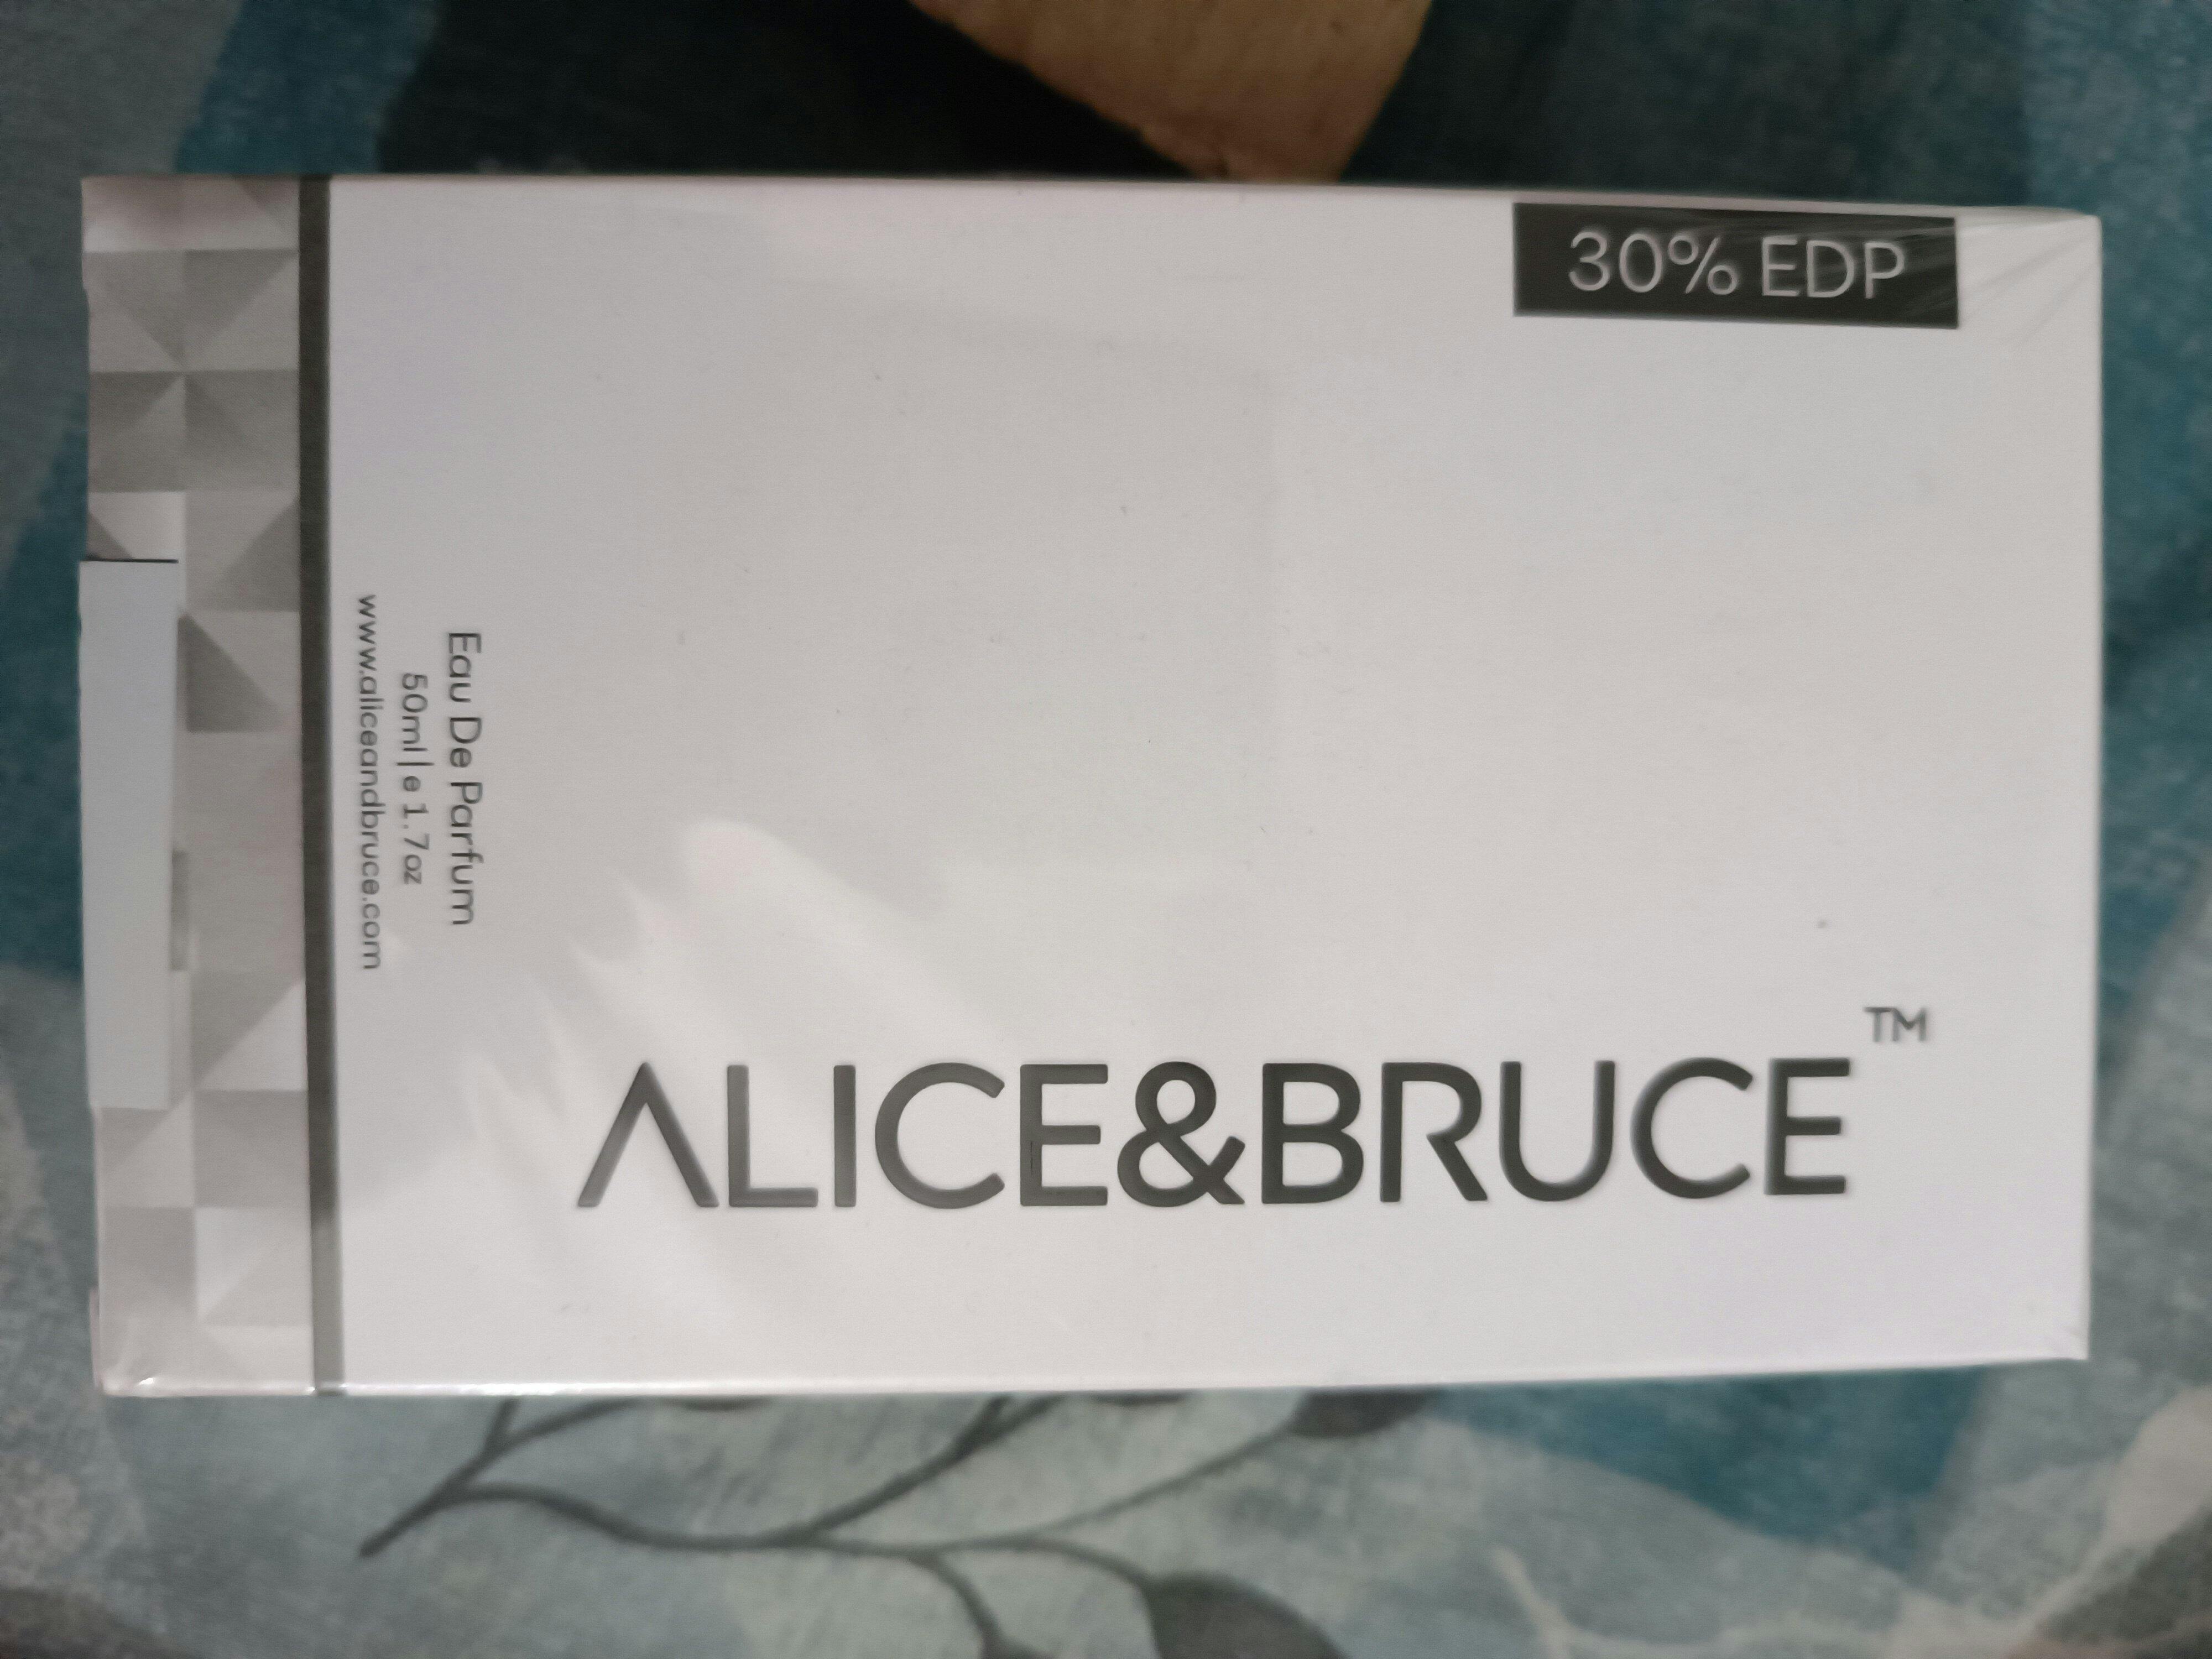 30% EDP
ALICE&BRUCE™
Eau De Parfum
50ml|e 1.7oz
www.aliceandbruce.com